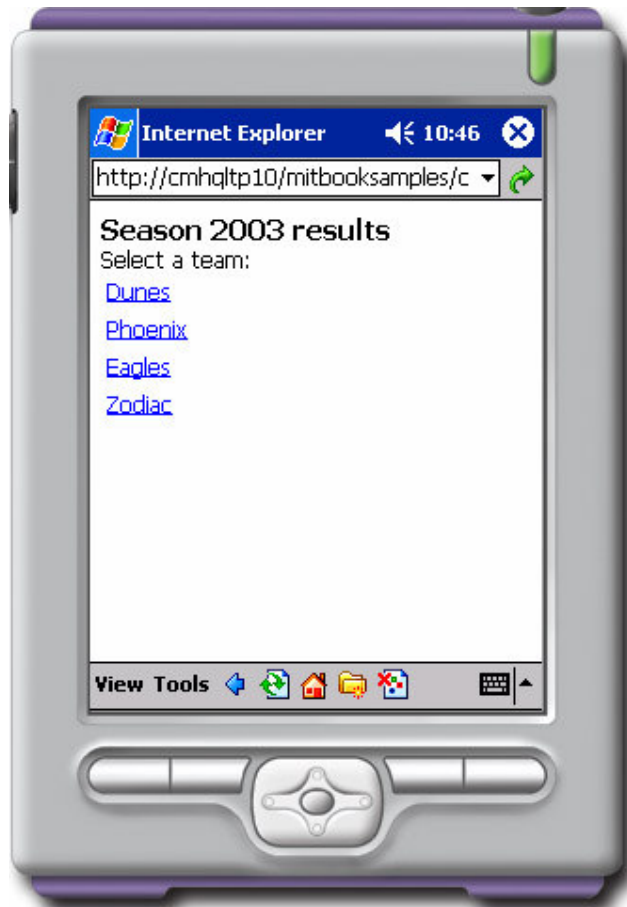 Internet Explorer 10:46
http://cmhqltp10/mitbooksamples/c
Season 2003 results
Select a team:
Dunes
Phoenix
Eagles
Zodiac
View Tools